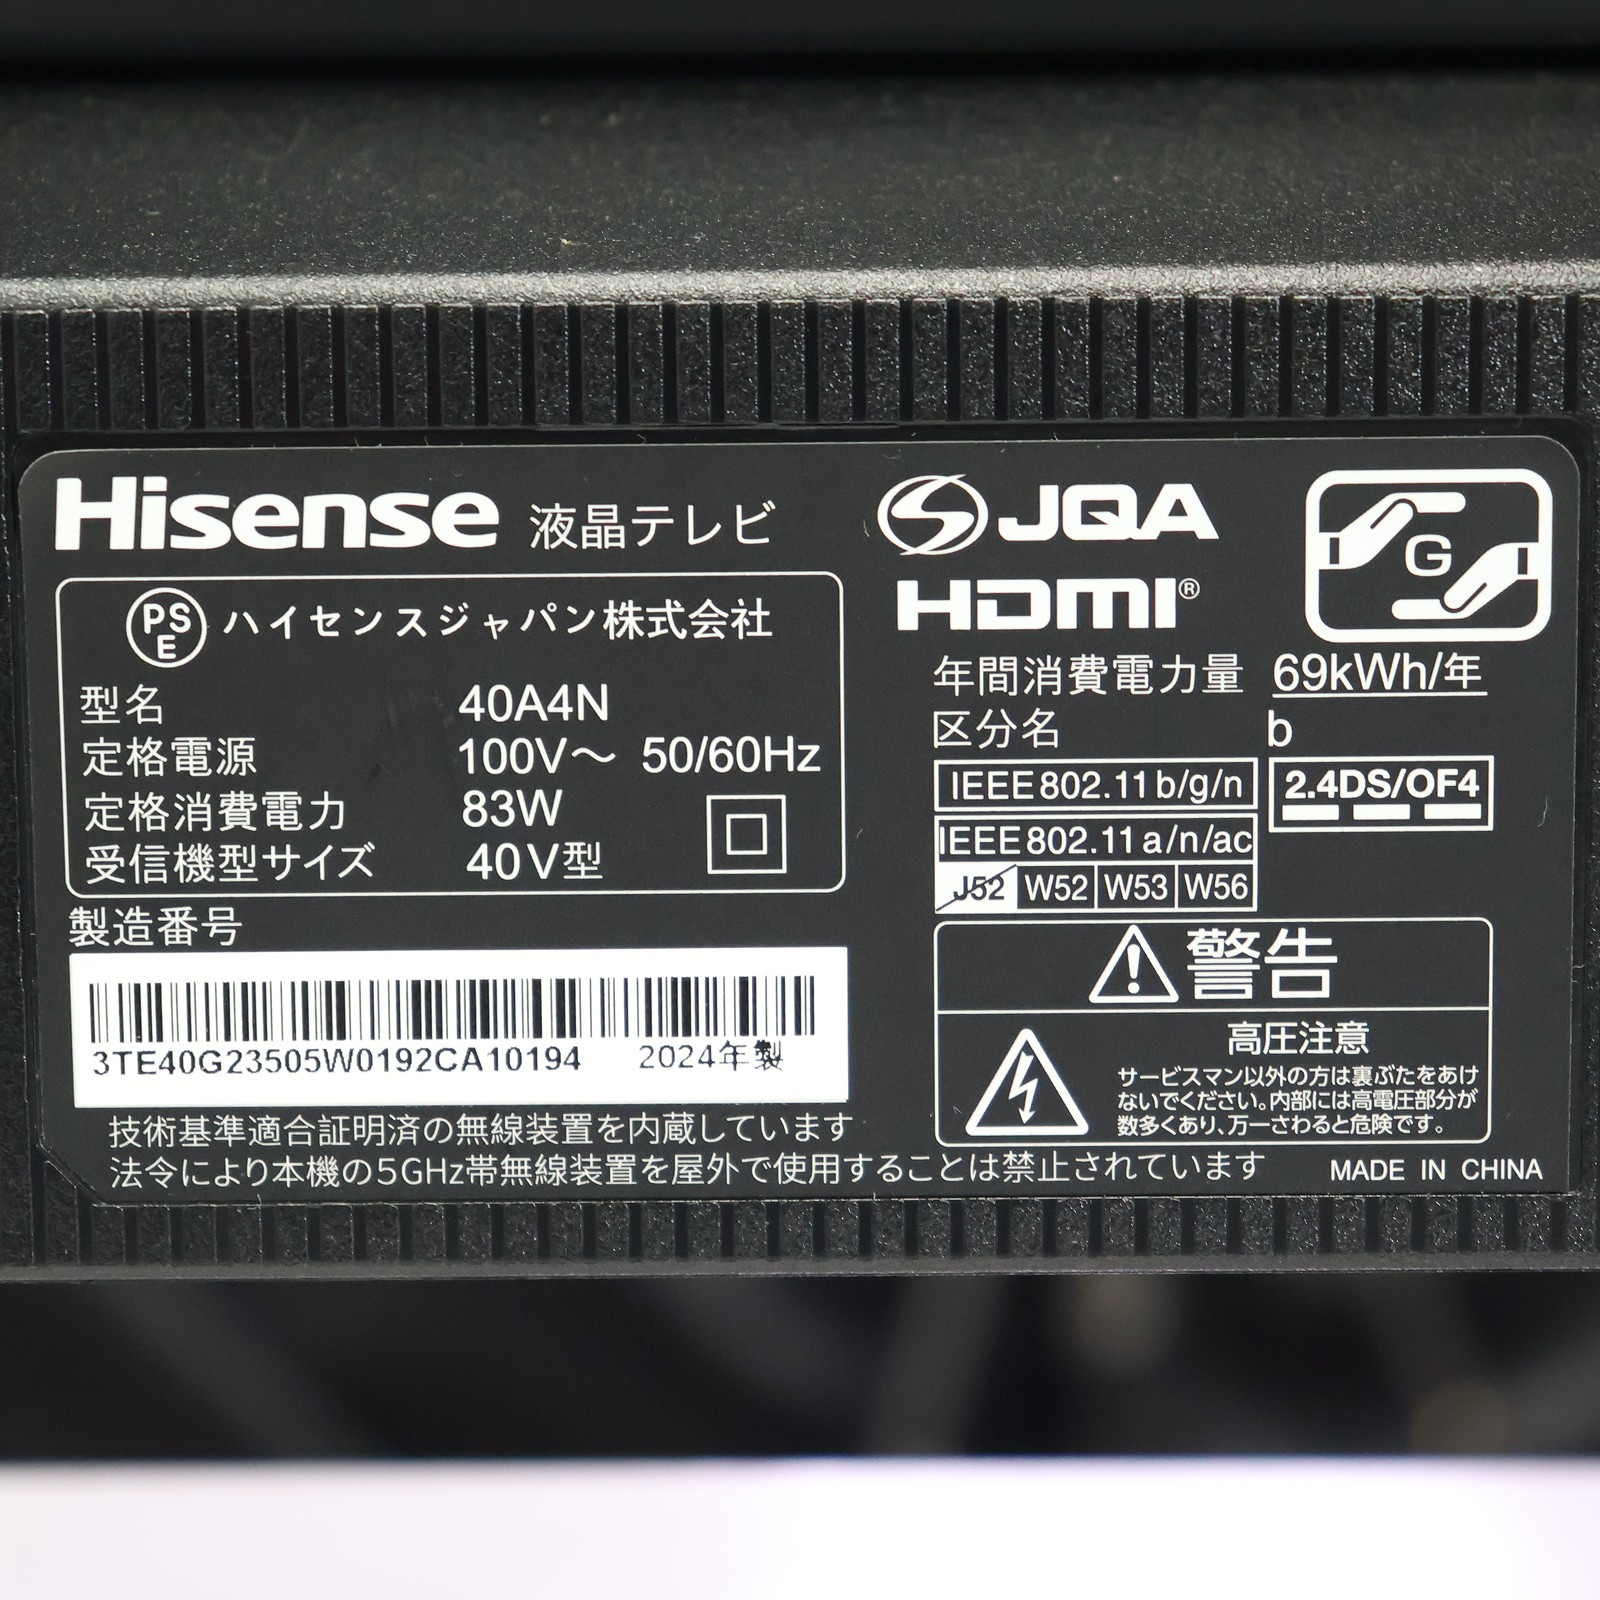 Hisense 液晶テレビ
PSE ハイセンスジャパン株式会社
型名 40A4N
定格電源 100V～ 50/60Hz
定格消費電力 83W
受信機型サイズ 40V型
製造番号
3TE40G23505W0192CA10194 2024年製
JQA
HDMI®
G
年間消費電力量 69kWh/年
区分名 b
IEEE802.11b/g/n
2.4DS/OF4
IEEE802.11a/n/ac
J52 W52 W53 W56
警告
高圧注意
サービスマン以外の方は裏ぶたをあけ
ないでください。内部には高電圧部分が
数多くあり、万一さわると危険です。
技術基準適合証明済の無線装置を内蔵しています
法令により本機の5GHz帯無線装置を屋外で使用することは禁止されています
MADE IN CHINA